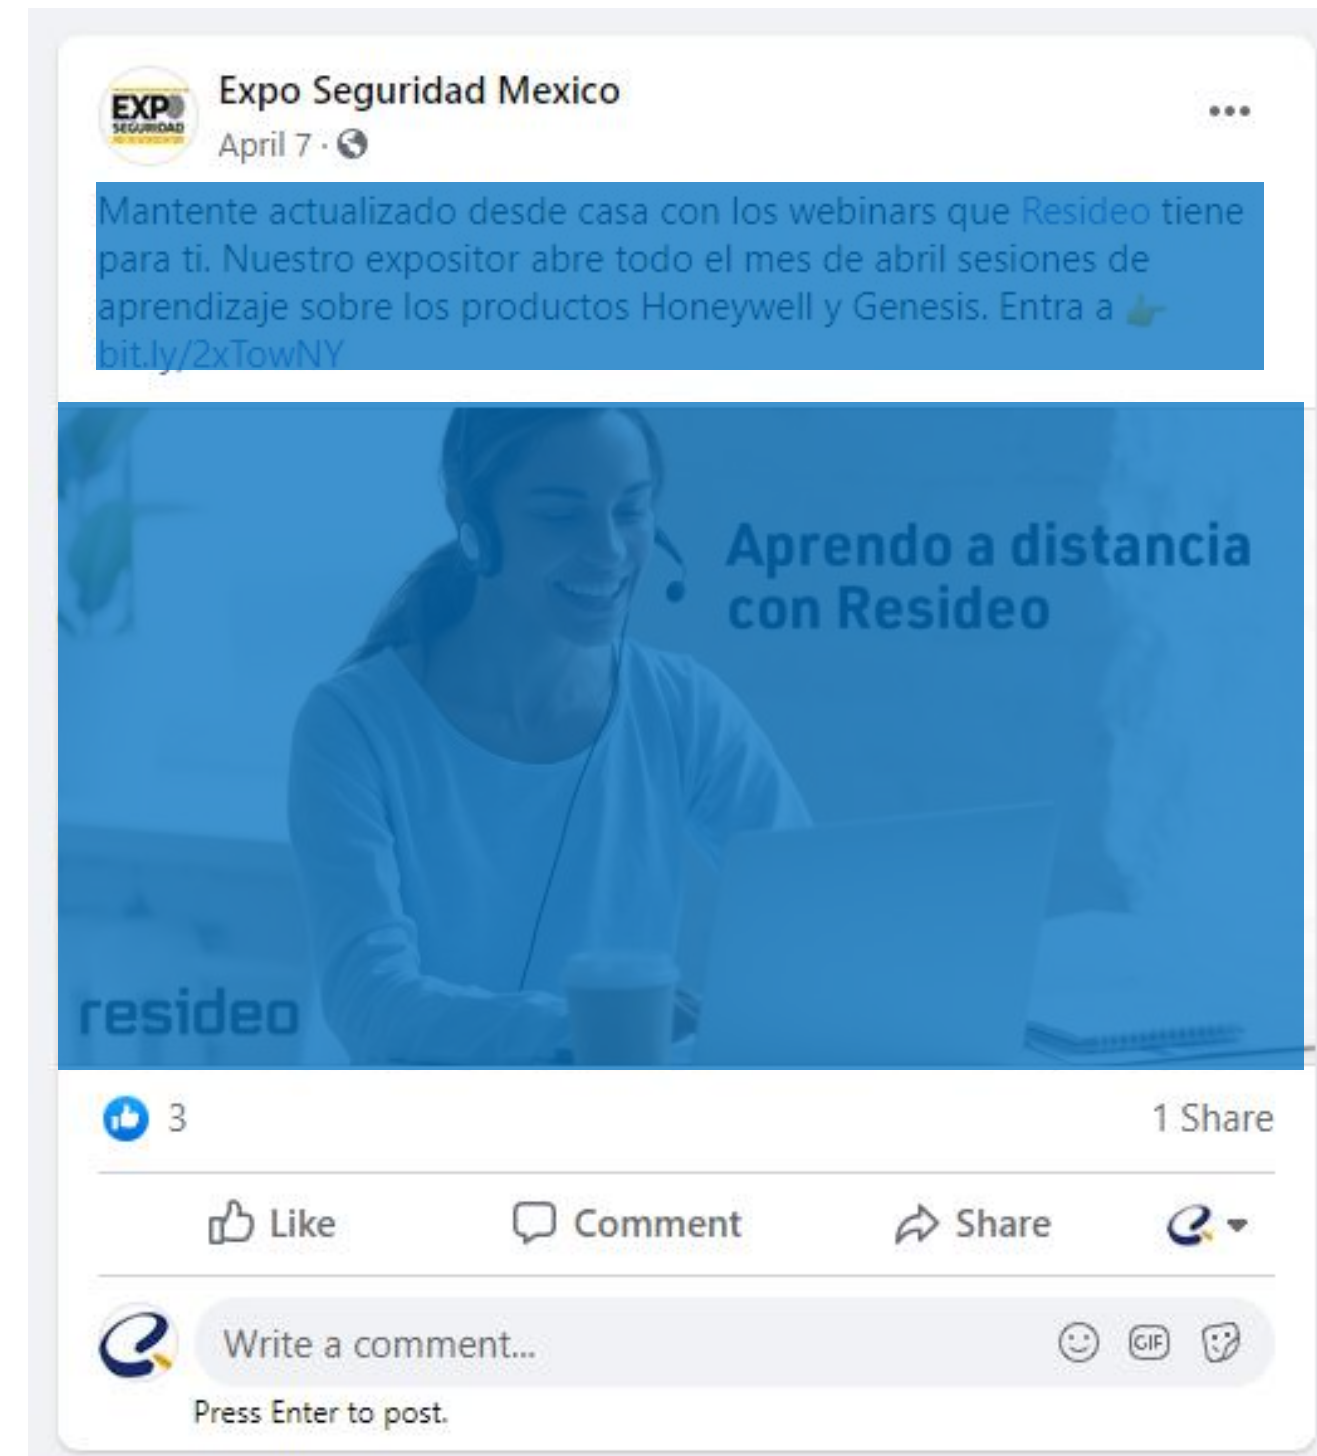 EXPO
SEGURIDAD
Expo Seguridad Mexico
April 7 ·
Mantente actualizado desde casa con los webinars que Resideo tiene
para ti. Nuestro expositor abre todo el mes de abril sesiones de
aprendizaje sobre los productos Honeywell y Genesis. Entra a 👉
bit.ly/2xTowNY
Aprendo a distancia
con Resideo
resideo
3
1 Share
Like
Comment
Share
Write a comment...
GIF
Press Enter to post.